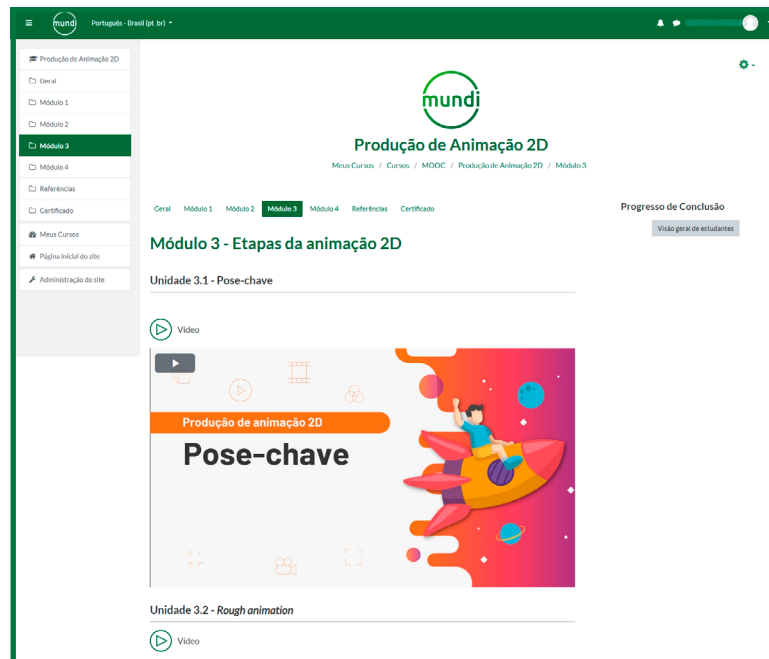 mundi
Português - Brasil (pt_br)
Produção de Animação 2D
Geral
Módulo 1
Módulo 2
Módulo 3
Módulo 4
Referências
Certificado
Meus Cursos
Página inicial do site
Administração do site
mundi
Produção de Animação 2D
Meus Cursos / Cursos / MOOC / Produção de Animação 2D / Módulo 3
Geral Módulo 1 Módulo 2 Módulo 3 Módulo 4 Referências Certificado
Progresso de Conclusão
Visão geral de estudantes
Módulo 3 - Etapas da animação 2D
Unidade 3.1 - Pose-chave
Vídeo
Produção de animação 2D
Pose-chave
Unidade 3.2 - Rough animation
Vídeo